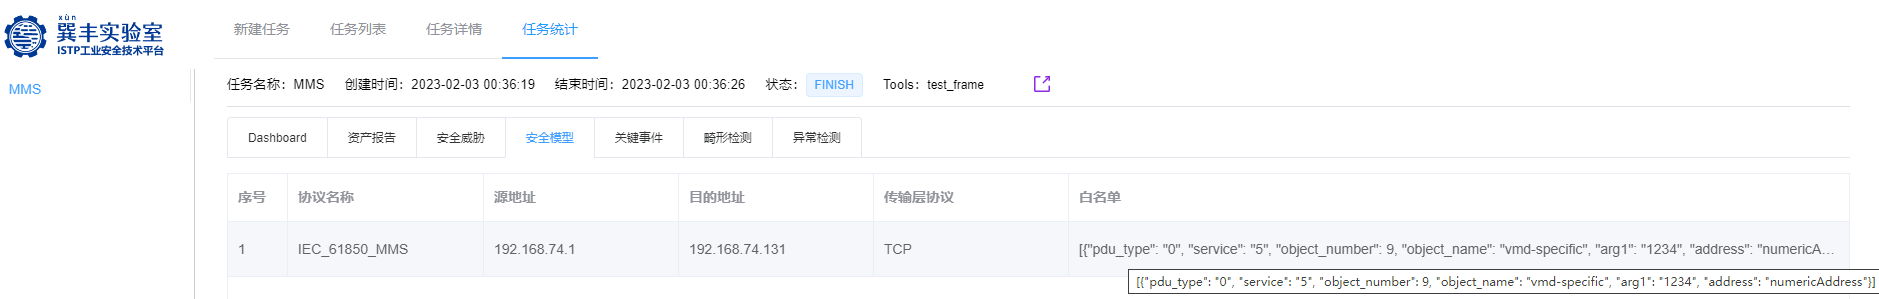 xùn
巽丰实验室
ISTP工业安全技术平台
新建任务 任务列表 任务详情 任务统计
MMS
任务名称：MMS 创建时间：2023-02-03 00:36:19 结束时间：2023-02-03 00:36:26 状态： FINISH Tools：test_frame
Dashboard 资产报告 安全威胁 安全模型 关键事件 畸形检测 异常检测
序号 协议名称 源地址 目的地址 传输层协议 白名单
1 IEC_61850_MMS 192.168.74.1 192.168.74.131 TCP [{"pdu_type": "0", "service": "5", "object_number": 9, "object_name": "vmd-specific", "arg1": "1234", "address": "numericA...
[{"pdu_type": "0", "service": "5", "object_number": 9, "object_name": "vmd-specific", "arg1": "1234", "address": "numericAddress"}]